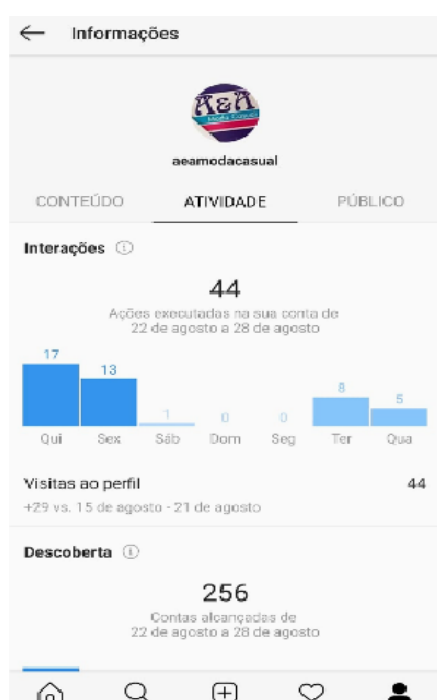 Informações
A&A
Moda Casual
aeamodacasual
CONTEÚDO ATIVIDADE PÚBLICO
Interações
44
Ações executadas na sua conta de
22 de agosto a 28 de agosto
17 13 1 0 0 8 5
Qui Sex Sáb Dom Seg Ter Qua
Visitas ao perfil 44
+29 vs. 15 de agosto - 21 de agosto
Descoberta
256
Contas alcançadas de
22 de agosto a 28 de agosto